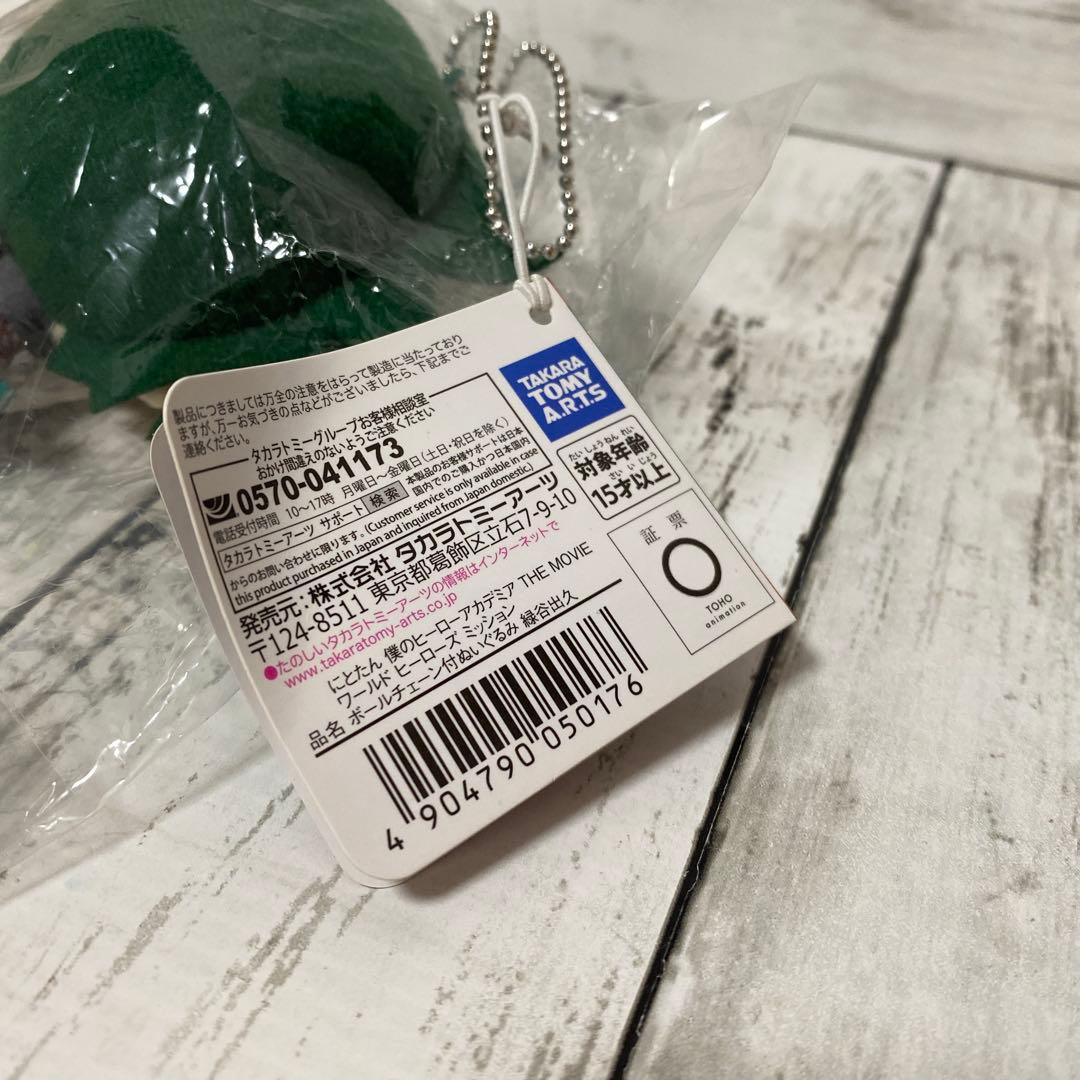 製品につきましては万全の注意をはらって製造に当たっており
ますが、万一お気づきの点などがございましたら、下記までご
連絡ください。
タカラトミーグループお客様相談室
おかけ間違えのないようご注意ください
0570-041173
電話受付時間 10〜17時 月曜日〜金曜日(土日・祝日を除く)
タカラトミーアーツ サポート 検索
本製品のお客様サポートは日本
国内でのご購入かつ日本国内
からのお問い合わせに限ります。(Customer service is only available in case
this product purchased in Japan and inquired from Japan domestic.)
発売元:株式会社 タカラトミーアーツ
〒124-8511 東京都葛飾区立石7-9-10
●たのしいタカラトミーアーツの情報はインターネットで
www.takaratomy-arts.co.jp
にとたん 僕のヒーローアカデミア THE MOVIE
ワールド ヒーローズ ミッション
品名 ボールチェーン付ぬいぐるみ 緑谷出久
4 904790 050176
TAKARA
TOMY
A.R.T.S
たいしょうねんれい
対象年齢
さいいじょう
15才以上
証票
TOHO
animation